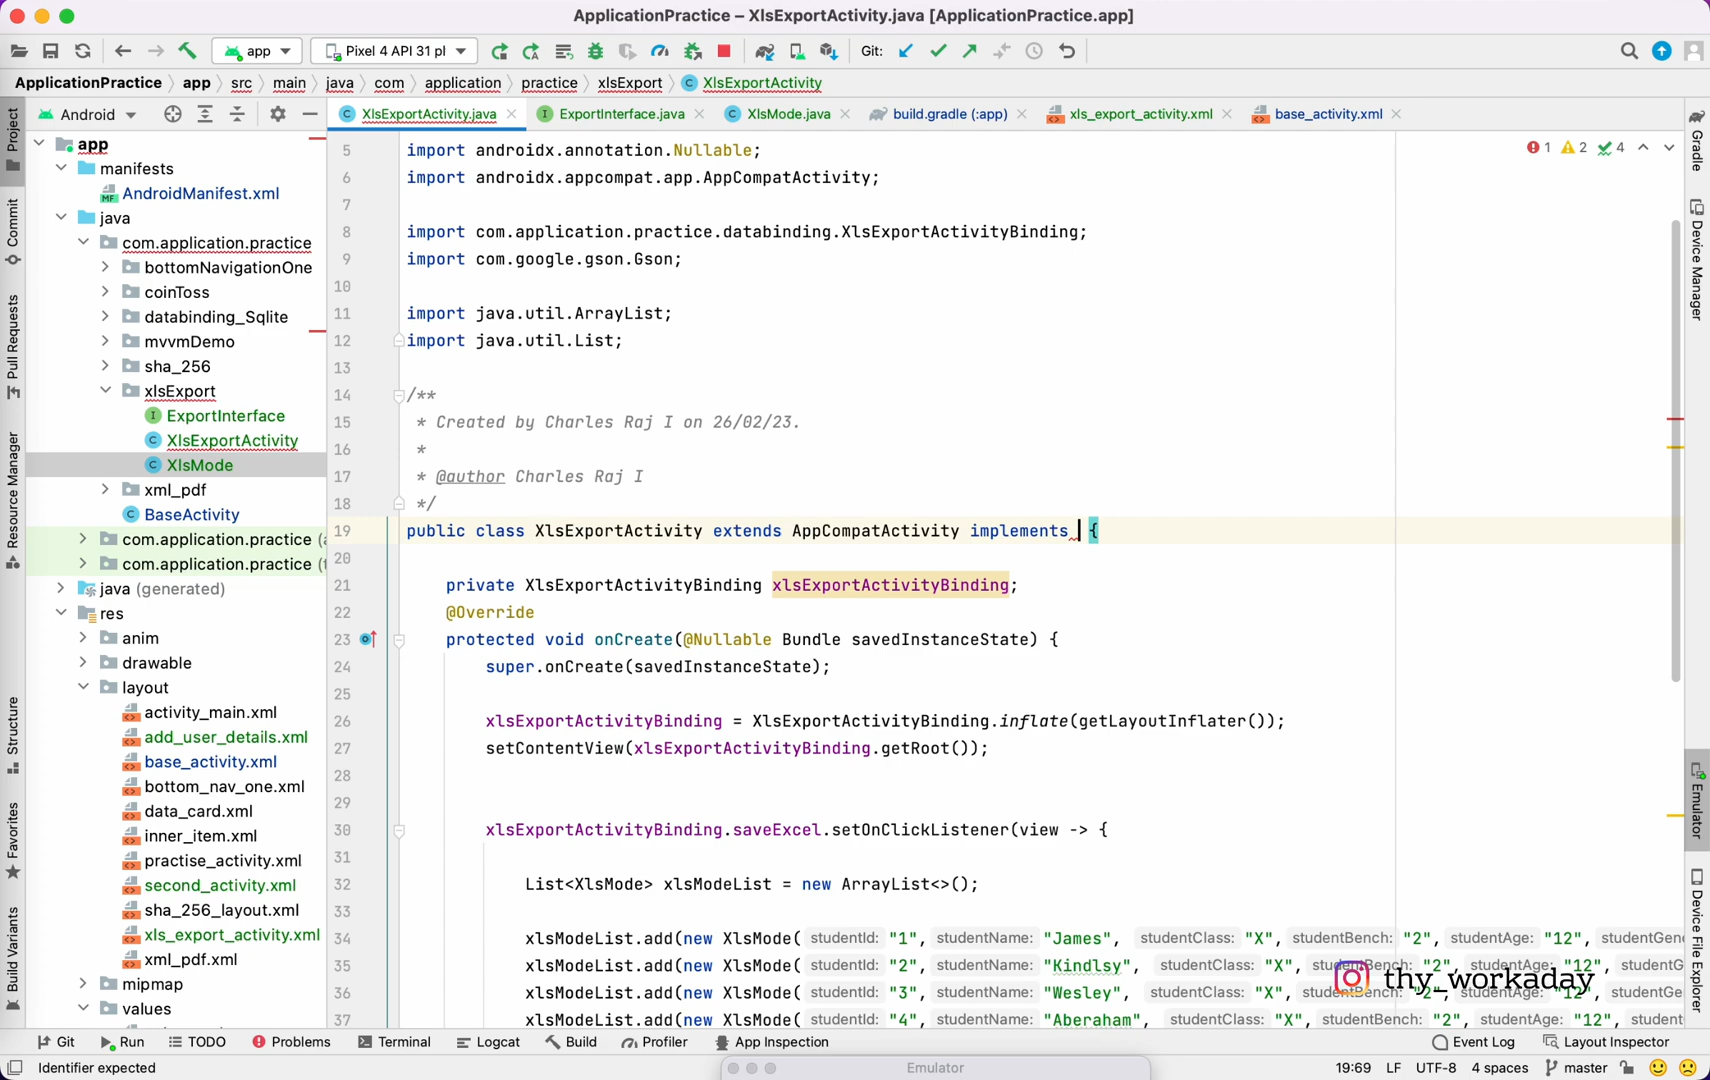 ApplicationPractice – XlsExportActivity.java [ApplicationPractice.app]
app
Pixel 4 API 31 pl
Git:
ApplicationPractice app src main java com application practice xlsExport XlsExportActivity
Project
Android
XlsExportActivity.java
ExportInterface.java
XlsMode.java
build.gradle (:app)
xls_export_activity.xml
base_activity.xml
Gradle
Device Manager
Emulator
Device File Explorer
Commit
Pull Requests
Resource Manager
Structure
Favorites
Build Variants
app
manifests
AndroidManifest.xml
java
com.application.practice
bottomNavigationOne
coinToss
databinding_Sqlite
mvvmDemo
sha_256
xlsExport
ExportInterface
XlsExportActivity
XlsMode
xml_pdf
BaseActivity
com.application.practice (
com.application.practice (
java (generated)
res
anim
drawable
layout
activity_main.xml
add_user_details.xml
base_activity.xml
bottom_nav_one.xml
data_card.xml
inner_item.xml
practise_activity.xml
second_activity.xml
sha_256_layout.xml
xls_export_activity.xml
xml_pdf.xml
mipmap
values
1 2 4
5 import androidx.annotation.Nullable;
6 import androidx.appcompat.app.AppCompatActivity;
7
8 import com.application.practice.databinding.XlsExportActivityBinding;
9 import com.google.gson.Gson;
10
11 import java.util.ArrayList;
12 import java.util.List;
13
14 /**
15 * Created by Charles Raj I on 26/02/23.
16 *
17 * @author Charles Raj I
18 */
19 public class XlsExportActivity extends AppCompatActivity implements {
20
21 private XlsExportActivityBinding xlsExportActivityBinding;
22 @Override
23 protected void onCreate(@Nullable Bundle savedInstanceState) {
24 super.onCreate(savedInstanceState);
25
26 xlsExportActivityBinding = XlsExportActivityBinding.inflate(getLayoutInflater());
27 setContentView(xlsExportActivityBinding.getRoot());
28
29
30 xlsExportActivityBinding.saveExcel.setOnClickListener(view -> {
31
32 List<XlsMode> xlsModeList = new ArrayList<>();
33
34 xlsModeList.add(new XlsMode( studentId: "1", studentName: "James", studentClass: "X", studentBench: "2", studentAge: "12", studentGen
35 xlsModeList.add(new XlsMode( studentId: "2", studentName: "Kindlsy", studentClass: "X", studentBench: "2", studentAge: "12", studentG
36 xlsModeList.add(new XlsMode( studentId: "3", studentName: "Wesley", studentClass: "X", studentBench: "2", studentAge: "12", studentGe
37 xlsModeList.add(new XlsMode( studentId: "4", studentName: "Aberaham", studentClass: "X", studentBench: "2", studentAge: "12", student
thy_workaday
Git Run TODO Problems Terminal Logcat Build Profiler App Inspection Event Log Layout Inspector
Identifier expected
Emulator
19:69 LF UTF-8 4 spaces master